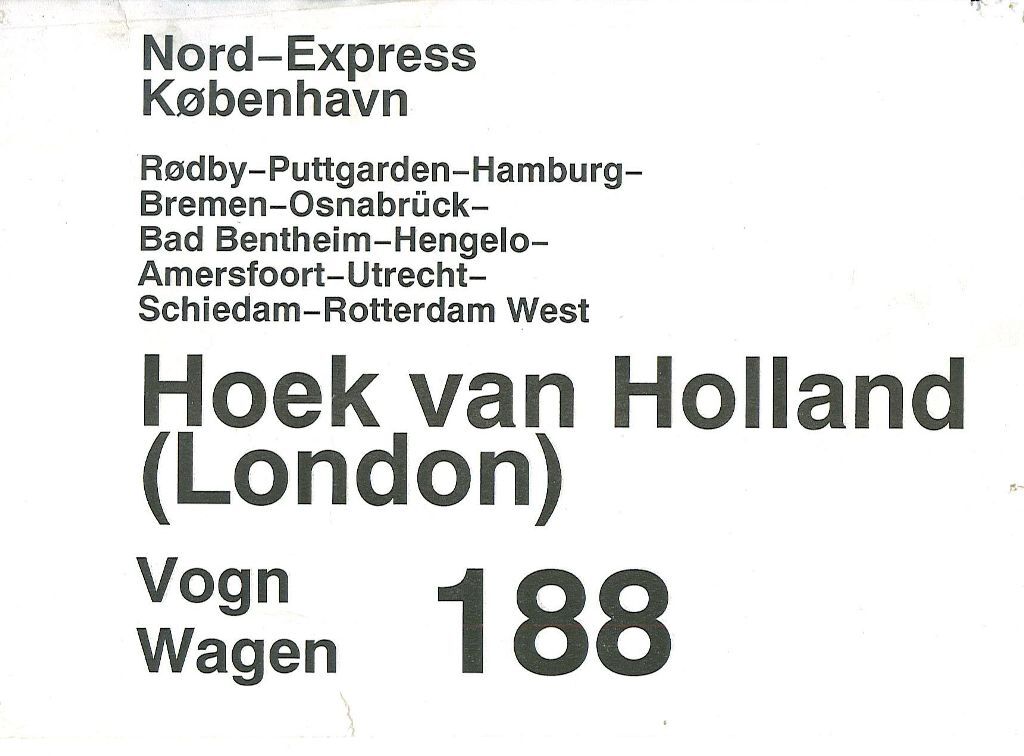 Nord–Express
København
Rødby–Puttgarden–Hamburg–
Bremen–Osnabrück–
Bad Bentheim–Hengelo–
Amersfoort–Utrecht–
Schiedam–Rotterdam West
Hoek van Holland
(London)
Vogn
Wagen 188